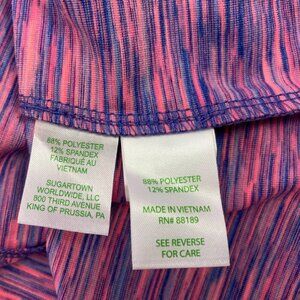 88% POLYESTER
12% SPANDEX
FABRIQUÉ AU
VIETNAM
SUGARTOWN
WORLDWIDE, LLC
800 THIRD AVENUE
KING OF PRUSSIA, PA
88% POLYESTER
12% SPANDEX
MADE IN VIETNAM
RN# 88189
SEE REVERSE
FOR CARE